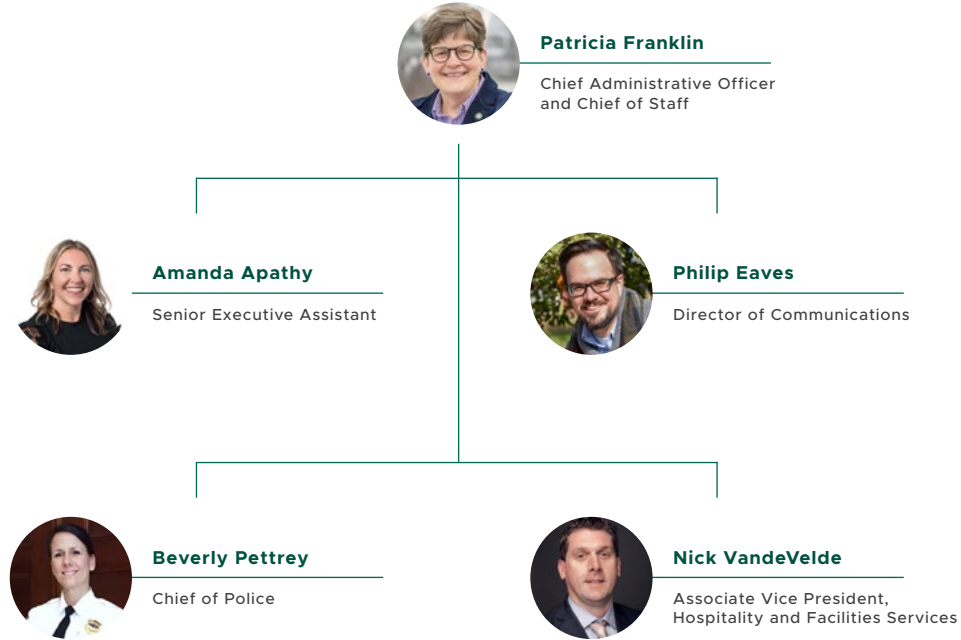 Patricia Franklin
Chief Administrative Officer
and Chief of Staff
Amanda Apathy
Senior Executive Assistant
Philip Eaves
Director of Communications
Beverly Pettrey
Chief of Police
Nick VandeVelde
Associate Vice President,
Hospitality and Facilities Services